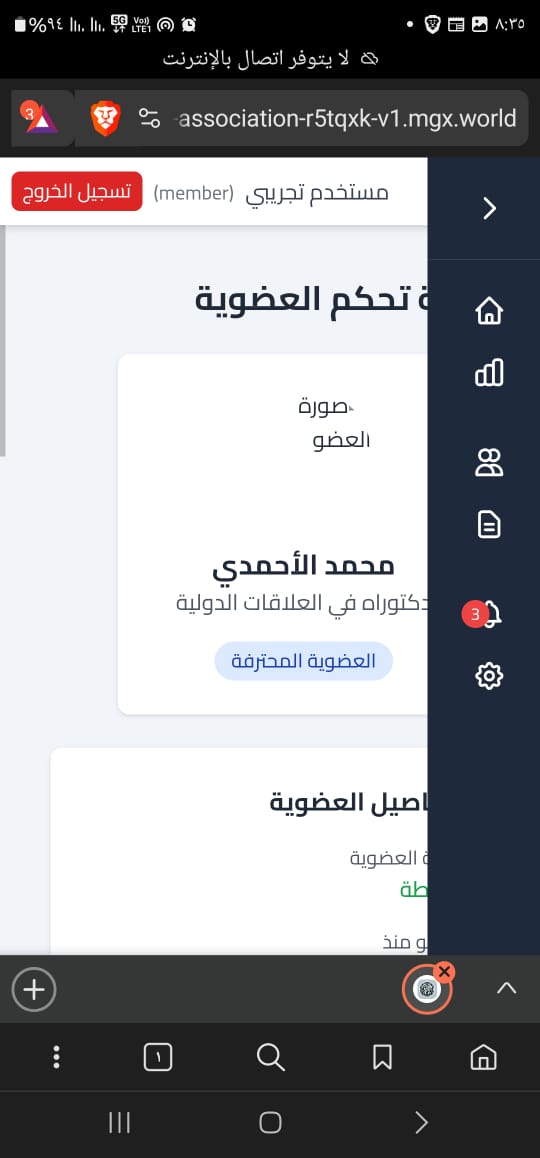 ٨:٣٥
%٩٤
5G
Vo))
LTE1
لا يتوفر اتصال بالإنترنت
3
-association-r5tqxk-v1.mgx.world
مستخدم تجريبي (member) تسجيل الخروج
ة تحكم العضوية
صورة
العضو
محمد الأحمدي
دكتوراه في العلاقات الدولية
العضوية المحترفة
3
اصيل العضوية
ة العضوية
طة
و منذ
١